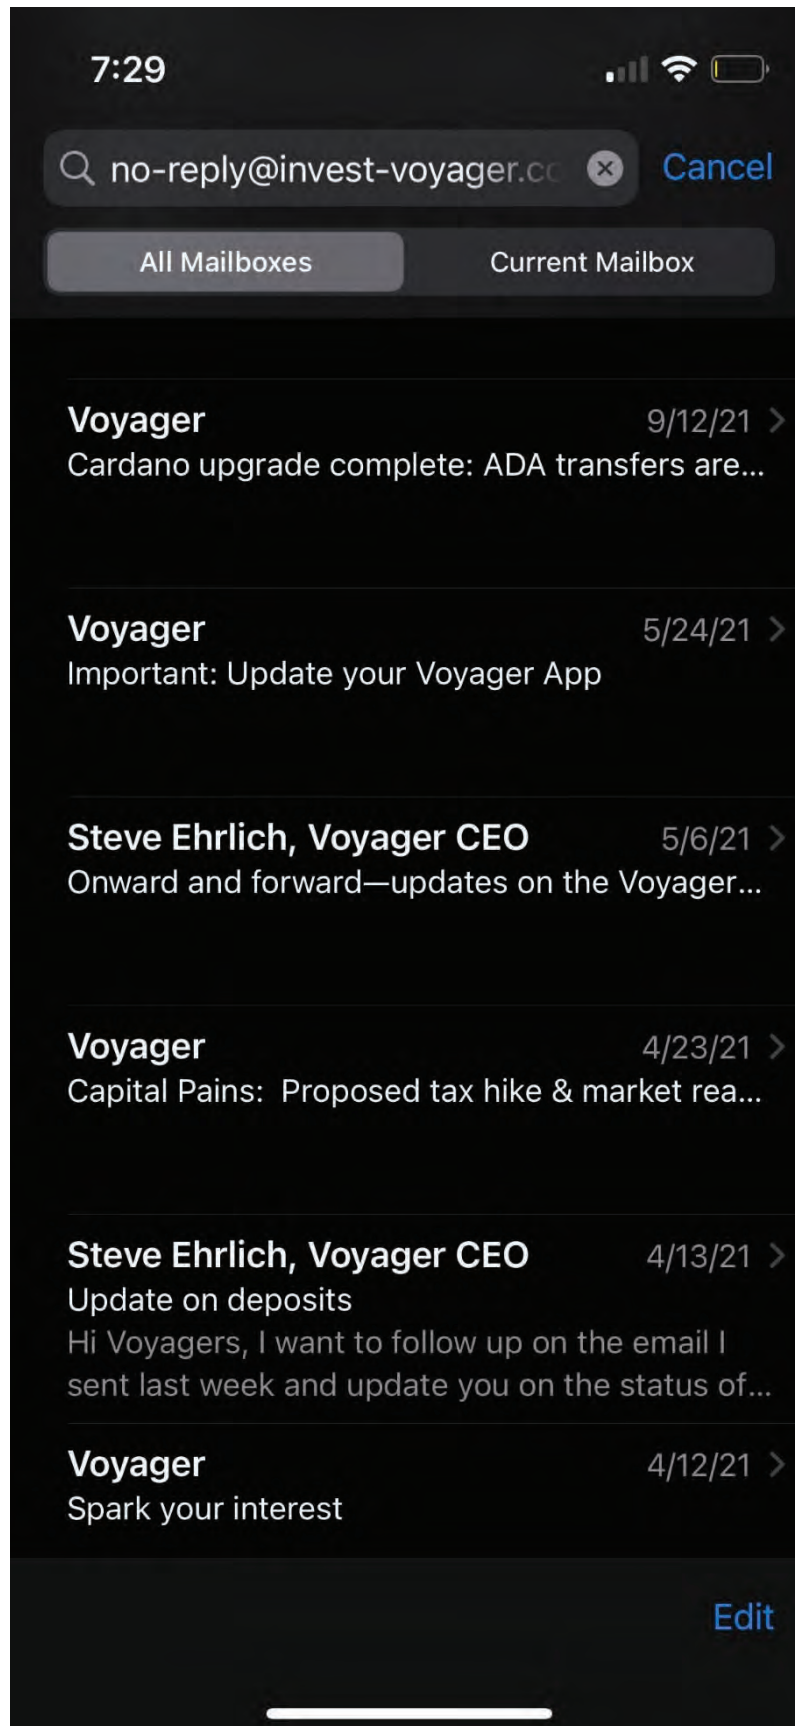 7:29
no-reply@invest-voyager.co
Cancel
All Mailboxes
Current Mailbox
Voyager
9/12/21
Cardano upgrade complete: ADA transfers are...
Voyager
5/24/21
Important: Update your Voyager App
Steve Ehrlich, Voyager CEO
5/6/21
Onward and forward—updates on the Voyager...
Voyager
4/23/21
Capital Pains:  Proposed tax hike & market rea...
Steve Ehrlich, Voyager CEO
4/13/21
Update on deposits
Hi Voyagers, I want to follow up on the email I
sent last week and update you on the status of...
Voyager
4/12/21
Spark your interest
Edit